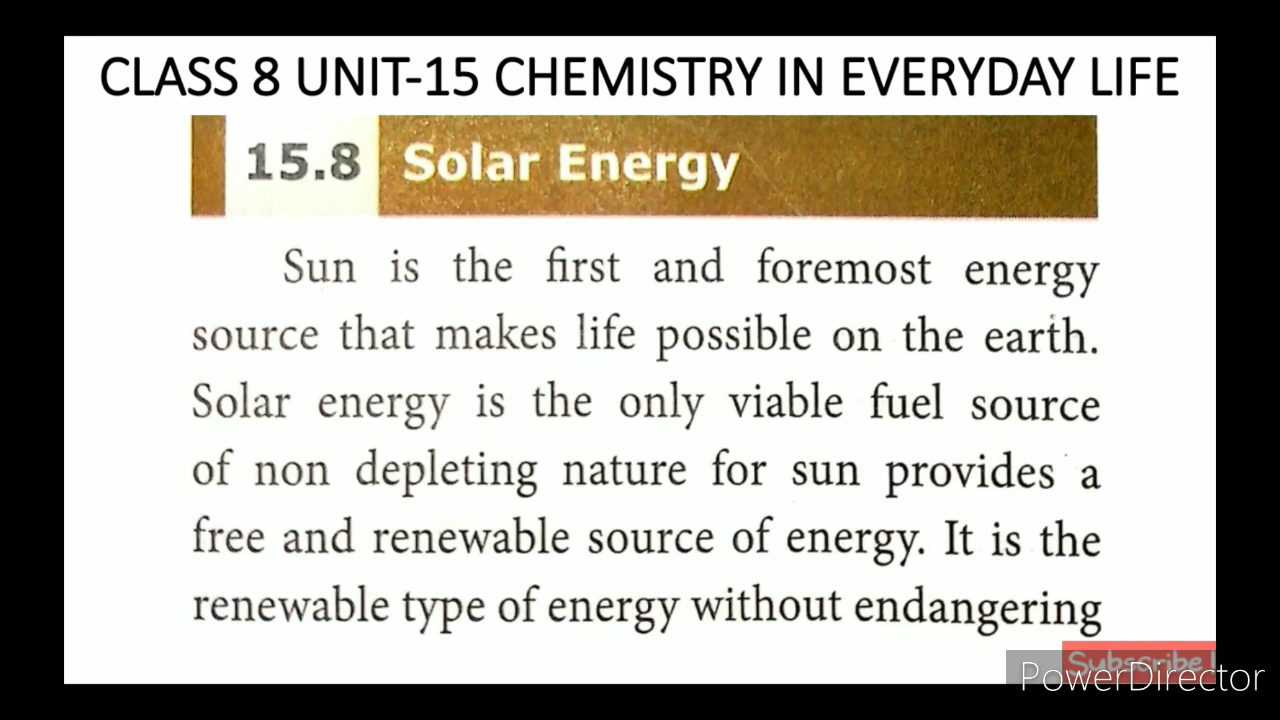 CLASS 8 UNIT-15 CHEMISTRY IN EVERYDAY LIFE
15.8 Solar Energy
Sun is the first and foremost energy
source that makes life possible on the earth.
Solar energy is the only viable fuel source
of non depleting nature for sun provides a
free and renewable source of energy. It is the
renewable type of energy without endangering
Subscribe !
PowerDirector